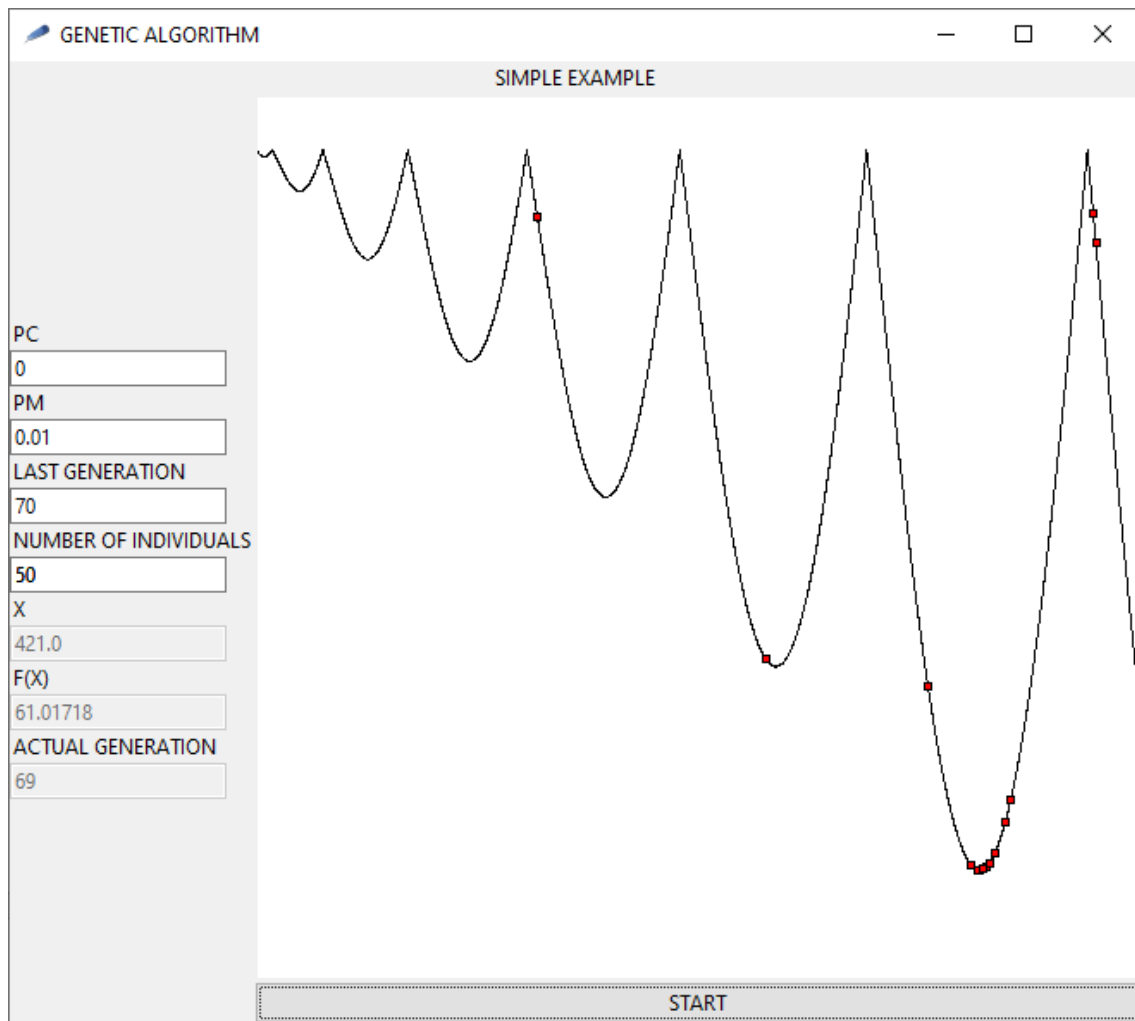 GENETIC ALGORITHM
SIMPLE EXAMPLE
PC
0
PM
0.01
LAST GENERATION
70
NUMBER OF INDIVIDUALS
50
X
421.0
F(X)
61.01718
ACTUAL GENERATION
69
START